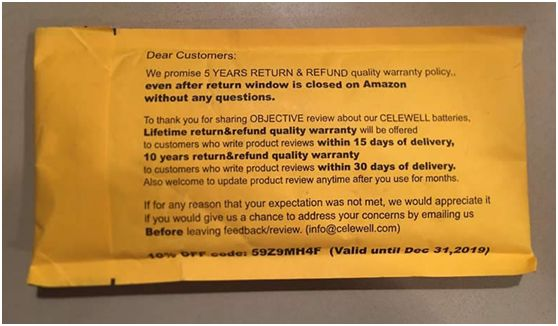 Dear Customers:
We promise 5 YEARS RETURN & REFUND quality warranty policy..
even after return window is closed on Amazon
without any questions.
To thank you for sharing OBJECTIVE review about our CELEWELL batteries,
Lifetime return&refund quality warranty will be offered
to customers who write product reviews within 15 days of delivery,
10 years return&refund quality warranty
to customers who write product reviews within 30 days of delivery.
Also welcome to update product review anytime after you use for months.
If for any reason that your expectation was not met, we would appreciate it
if you would give us a chance to address your concerns by emailing us
Before leaving feedback/review. (info@celewell.com)
10% OFF code: 59Z9MH4F (Valid until Dec 31,2019)